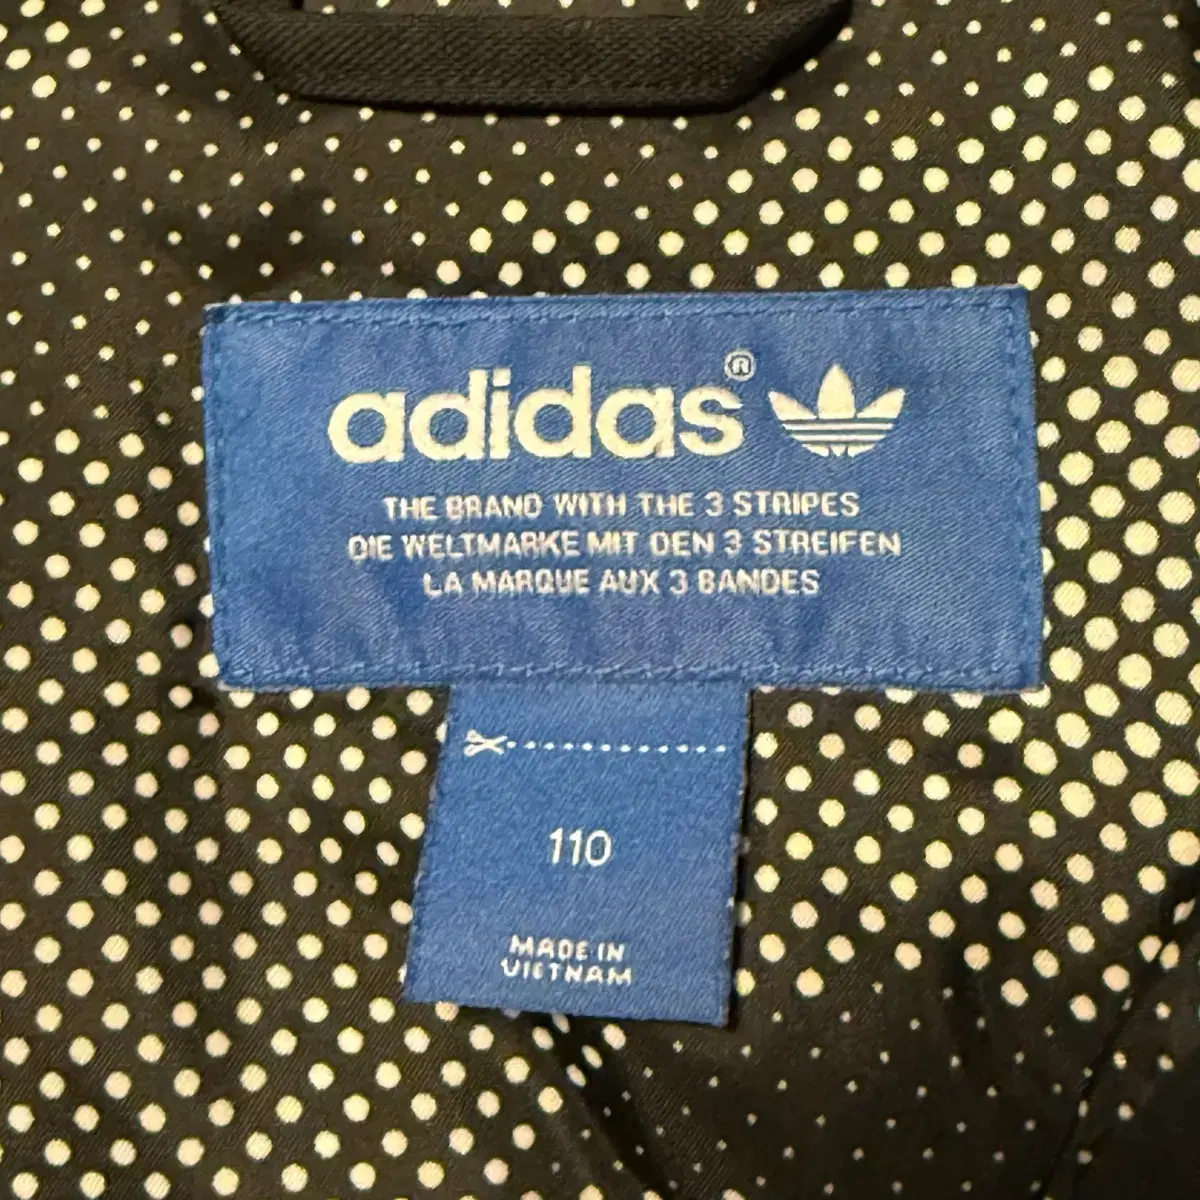 adidas®
THE BRAND WITH THE 3 STRIPES
DIE WELTMARKE MIT DEN 3 STREIFEN
LA MARQUE AUX 3 BANDES
110
MADE IN
VIETNAM